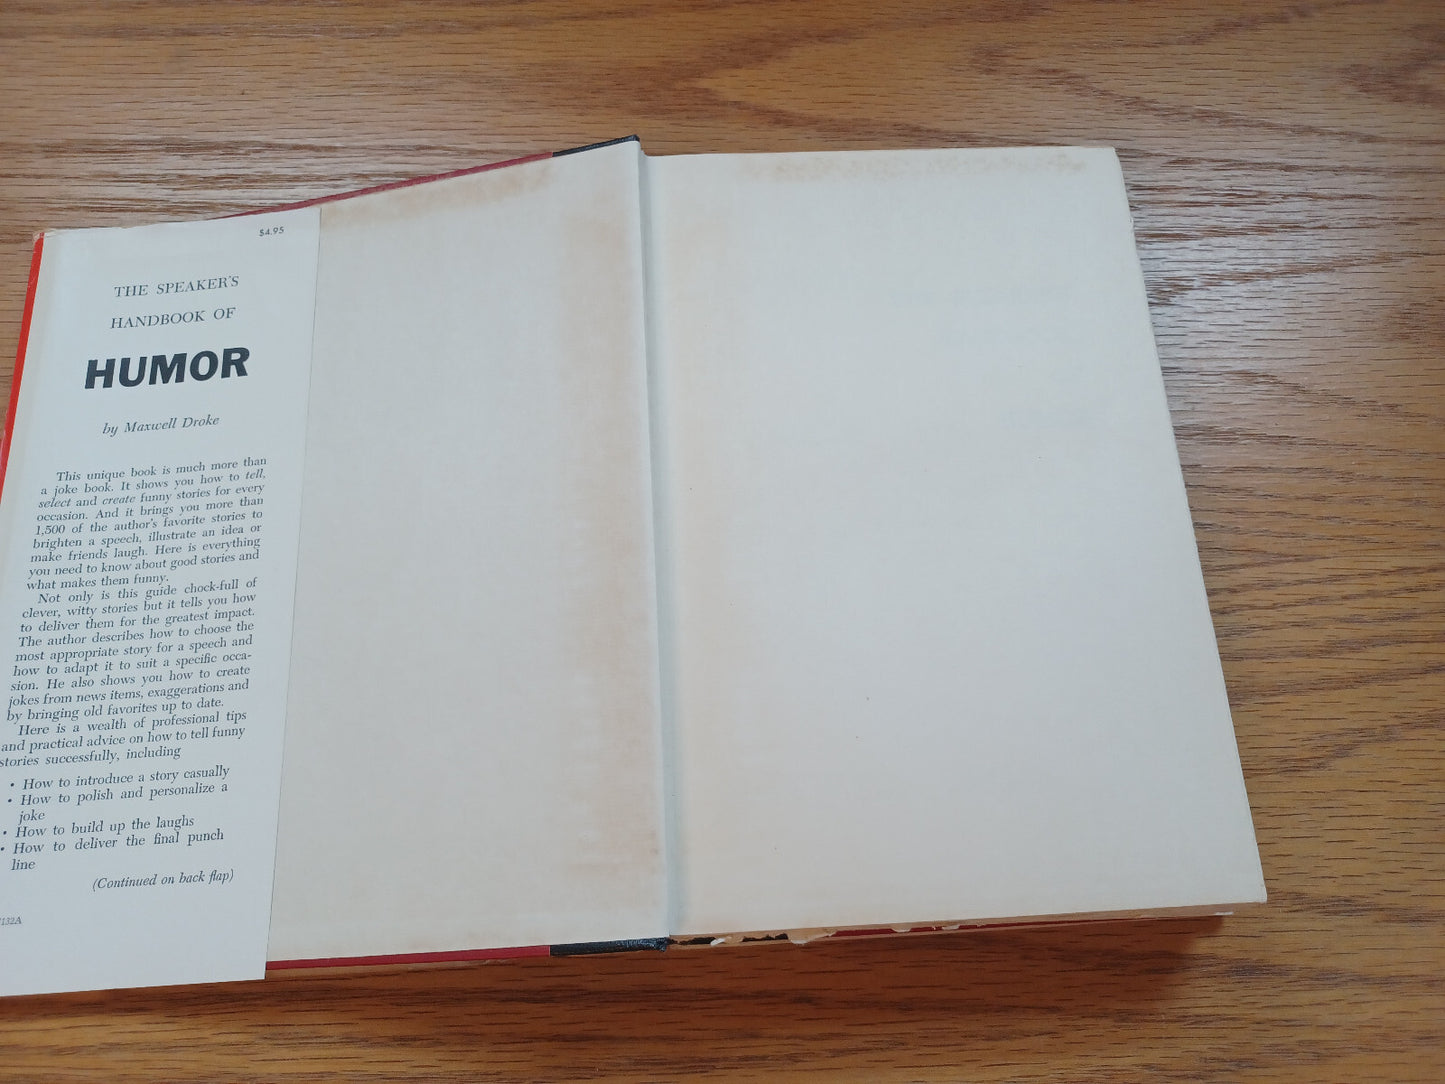 $4.95
THE SPEAKER'S
HANDBOOK OF
HUMOR
by Maxwell Droke
This unique book is much more than
a joke book. It shows you how to tell,
select and create funny stories for every
occasion. And it brings you more than
1,500 of the author's favorite stories to
brighten a speech, illustrate an idea or
make friends laugh. Here is everything
you need to know about good stories and
what makes them funny.
Not only is this guide chock-full of
clever, witty stories but it tells you how
to deliver them for the greatest impact.
The author describes how to choose the
most appropriate story for a speech and
how to adapt it to suit a specific occa-
sion. He also shows you how to create
jokes from news items, exaggerations and
by bringing old favorites up to date.
Here is a wealth of professional tips
and practical advice on how to tell funny
stories successfully, including
• How to introduce a story casually
• How to polish and personalize a
joke
• How to build up the laughs
• How to deliver the final punch
line
(Continued on back flap)
132A